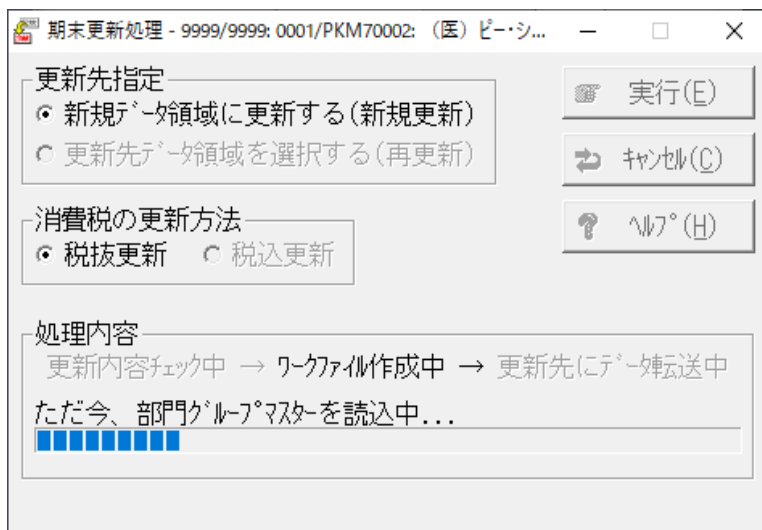 期末更新処理 - 9999/9999: 0001/PKM70002: (医) ピー・シ...
更新先指定
新規ﾃﾞｰﾀ領域に更新する(新規更新)
更新先ﾃﾞｰﾀ領域を選択する(再更新)
実行(E)
ｷｬﾝｾﾙ(C)
ﾍﾙﾌﾟ(H)
消費税の更新方法
税抜更新 税込更新
処理内容
更新内容ﾁｪｯｸ中 → ﾜｰｸﾌｧｲﾙ作成中 → 更新先にﾃﾞｰﾀ転送中
ただ今、部門ｸﾞﾙｰﾌﾟﾏｽﾀｰを読込中...